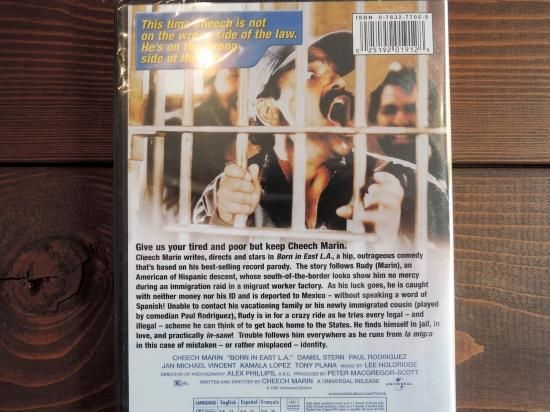 This time Cheech is not
on the wrong side of the law.
He's on the wrong
side of the
ISBN 0-7832-7705-9
0 25192 01912
Give us your tired and poor but keep Cheech Marin.
Cheech Marin writes, directs and stars in Born in East L.A., a hip, outrageous comedy
that's based on his best-selling record parody. The story follows Rudy (Marin), an
American of Hispanic descent, whose south-of-the-border looks show him no mercy
during an immigration raid in a migrant worker factory. As his luck goes, he is caught
with neither money nor his ID and is deported to Mexico – without speaking a word of
Spanish! Unable to contact his vacationing family or his newly immigrated cousin (played
by comedian Paul Rodriguez), Rudy is in for a crazy ride as he tries every legal – and
illegal – scheme he can think of to get back home to the States. He finds himself in jail, in
love, and practically in-sane! Trouble follows him everywhere as he runs from la migra
in this case of mistaken – or rather misplaced – identity.
CHEECH MARIN "BORN IN EAST L.A." DANIEL STERN PAUL RODRIGUEZ
JAN MICHAEL VINCENT KAMALA LOPEZ TONY PLANA MUSIC BY LEE HOLDRIDGE
DIRECTOR OF PHOTOGRAPHY ALEX PHILLIPS, A.S.C. PRODUCED BY PETER MACGREGOR-SCOTT
R WRITTEN AND DIRECTED BY CHEECH MARIN A UNIVERSAL RELEASE
©1987 Universal Studios
UNIVERSAL
universalstudios.com/home
English Français Español